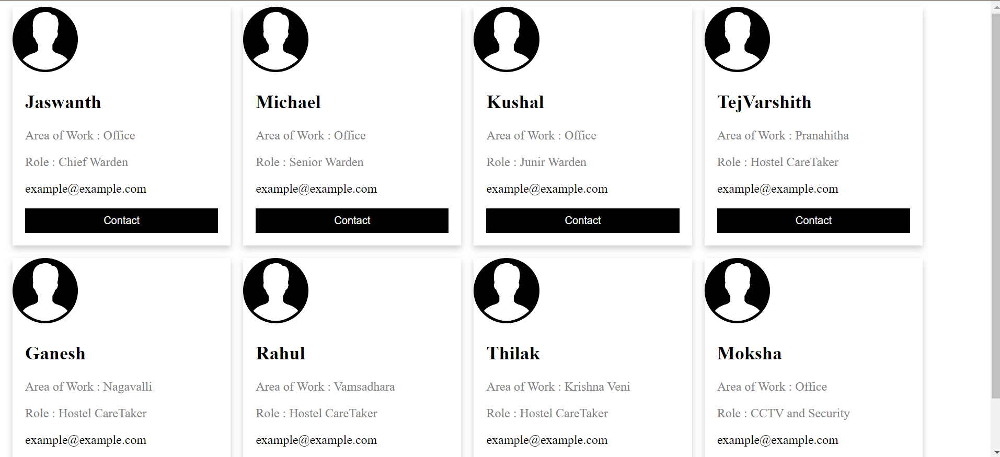 Jaswanth
Area of Work : Office
Role : Chief Warden
example@example.com
Contact
Michael
Area of Work : Office
Role : Senior Warden
example@example.com
Contact
Kushal
Area of Work : Office
Role : Junir Warden
example@example.com
Contact
TejVarshith
Area of Work : Pranahitha
Role : Hostel CareTaker
example@example.com
Contact
Ganesh
Area of Work : Nagavalli
Role : Hostel CareTaker
example@example.com
Rahul
Area of Work : Vamsadhara
Role : Hostel CareTaker
example@example.com
Thilak
Area of Work : Krishna Veni
Role : Hostel CareTaker
example@example.com
Moksha
Area of Work : Office
Role : CCTV and Security
example@example.com